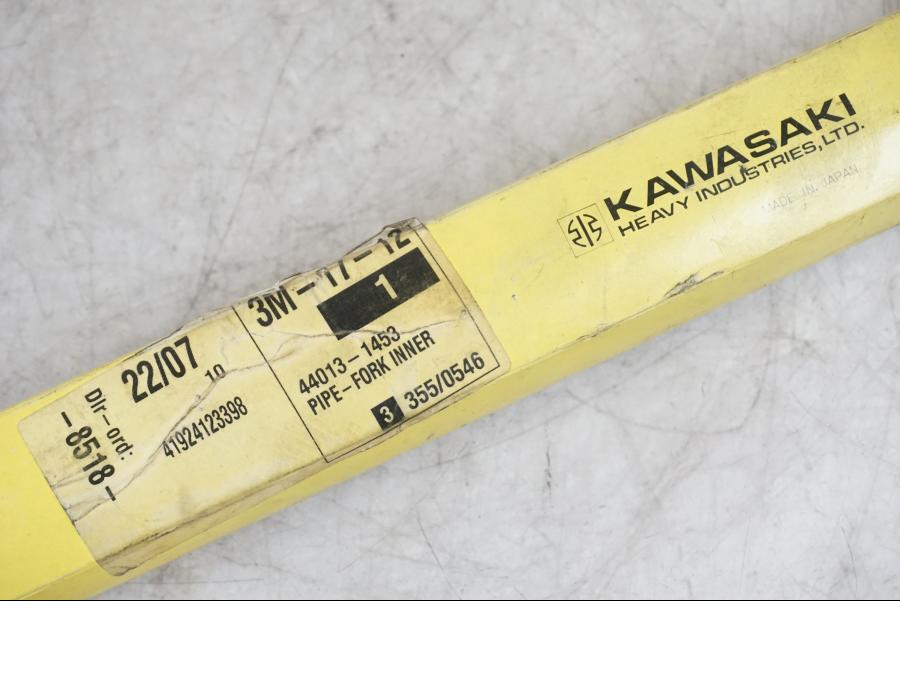 Dlr-ord:
-8518-
22/07
10
41924123398
3M-17-12
1
44013-1453
PIPE-FORK INNER
3 355/0546
KAWASAKI
HEAVY INDUSTRIES,LTD.
MADE IN JAPAN